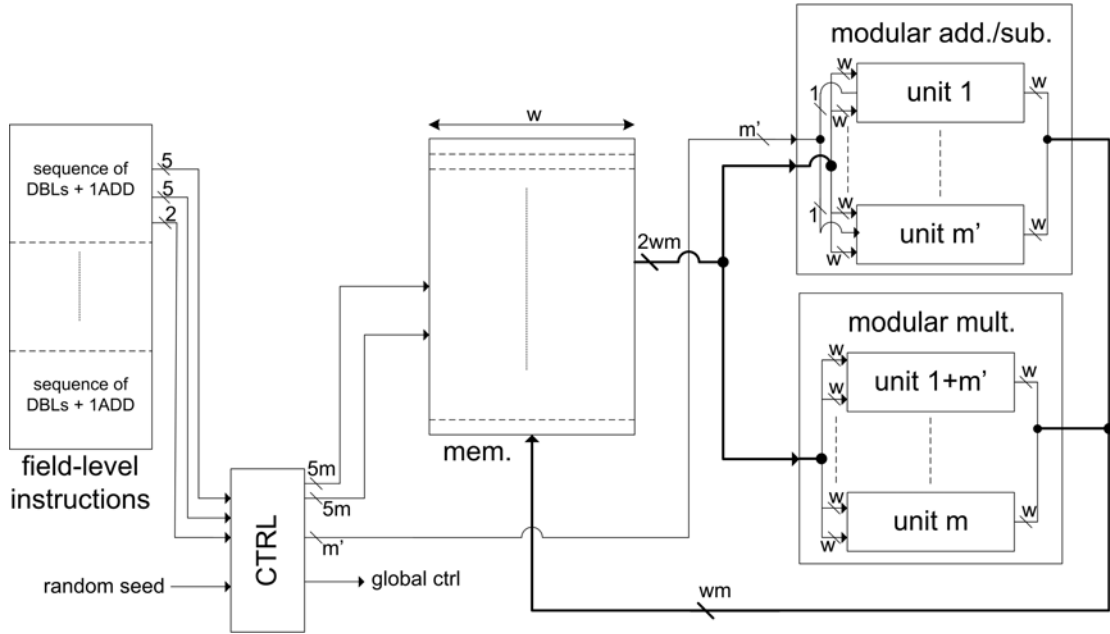 sequence of
DBLs + 1ADD
5
5
2
sequence of
DBLs + 1ADD
field-level
instructions
random seed
CTRL
5m
5m
m'
global ctrl
w
mem.
2wm
wm
m'
modular add./sub.
w
unit 1
w
1
w
w
1
unit m'
w
w
modular mult.
w
unit 1+m'
w
w
w
unit m
w
w